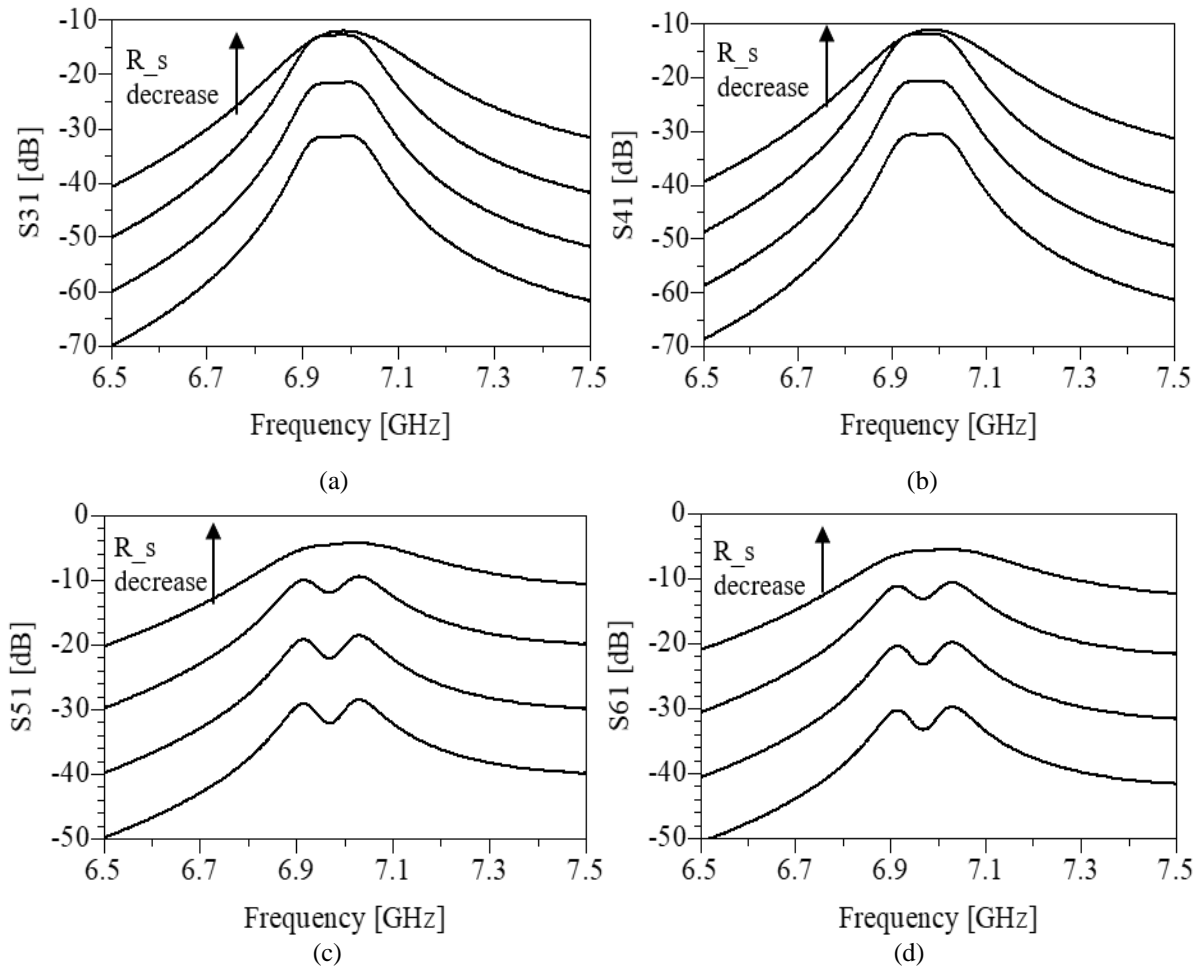 -10
-20
-30
-40
-50
-60
-70
S31 [dB]
R_s
decrease
6.5 6.7 6.9 7.1 7.3 7.5
Frequency [GHz]
(a)
-10
-20
-30
-40
-50
-60
-70
S41 [dB]
R_s
decrease
6.5 6.7 6.9 7.1 7.3 7.5
Frequency [GHz]
(b)
0
-10
-20
-30
-40
-50
S51 [dB]
R_s
decrease
6.5 6.7 6.9 7.1 7.3 7.5
Frequency [GHz]
(c)
0
-10
-20
-30
-40
-50
S61 [dB]
R_s
decrease
6.5 6.7 6.9 7.1 7.3 7.5
Frequency [GHz]
(d)